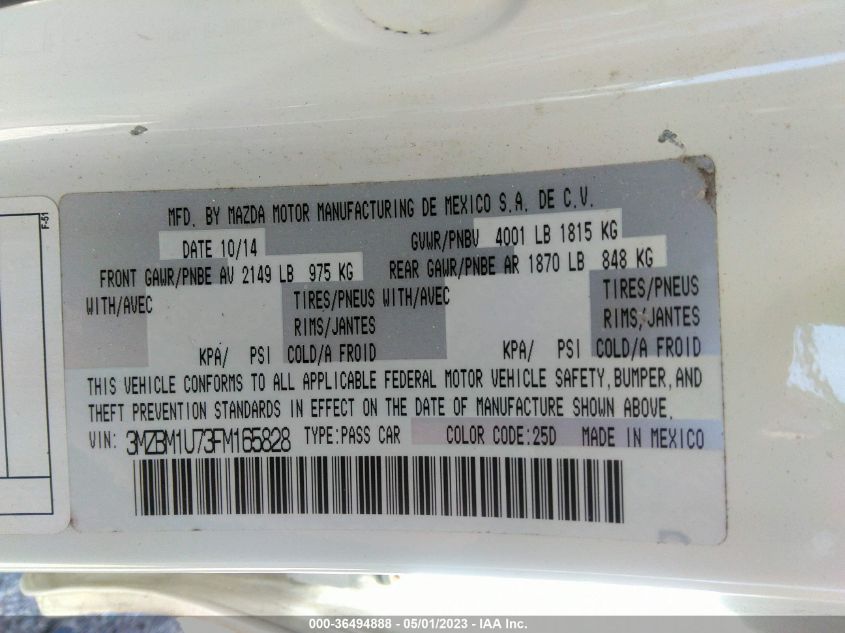 F-51
MFD. BY MAZDA MOTOR MANUFACTURING DE MEXICO S.A. DE C.V.
DATE 10/14 GVWR/PNBV 4001 LB 1815 KG
FRONT GAWR/PNBE AV 2149 LB 975 KG REAR GAWR/PNBE AR 1870 LB 848 KG
WITH/AVEC TIRES/PNEUS WITH/AVEC TIRES/PNEUS
RIMS/JANTES RIMS/JANTES
KPA/ PSI COLD/A FROID KPA/ PSI COLD/A FROID
THIS VEHICLE CONFORMS TO ALL APPLICABLE FEDERAL MOTOR VEHICLE SAFETY, BUMPER, AND
THEFT PREVENTION STANDARDS IN EFFECT ON THE DATE OF MANUFACTURE SHOWN ABOVE.
VIN: 3MZBM1U73FM165828 TYPE:PASS CAR COLOR CODE:25D MADE IN MEXICO
000-36494888 - 05/01/2023 - IAA Inc.